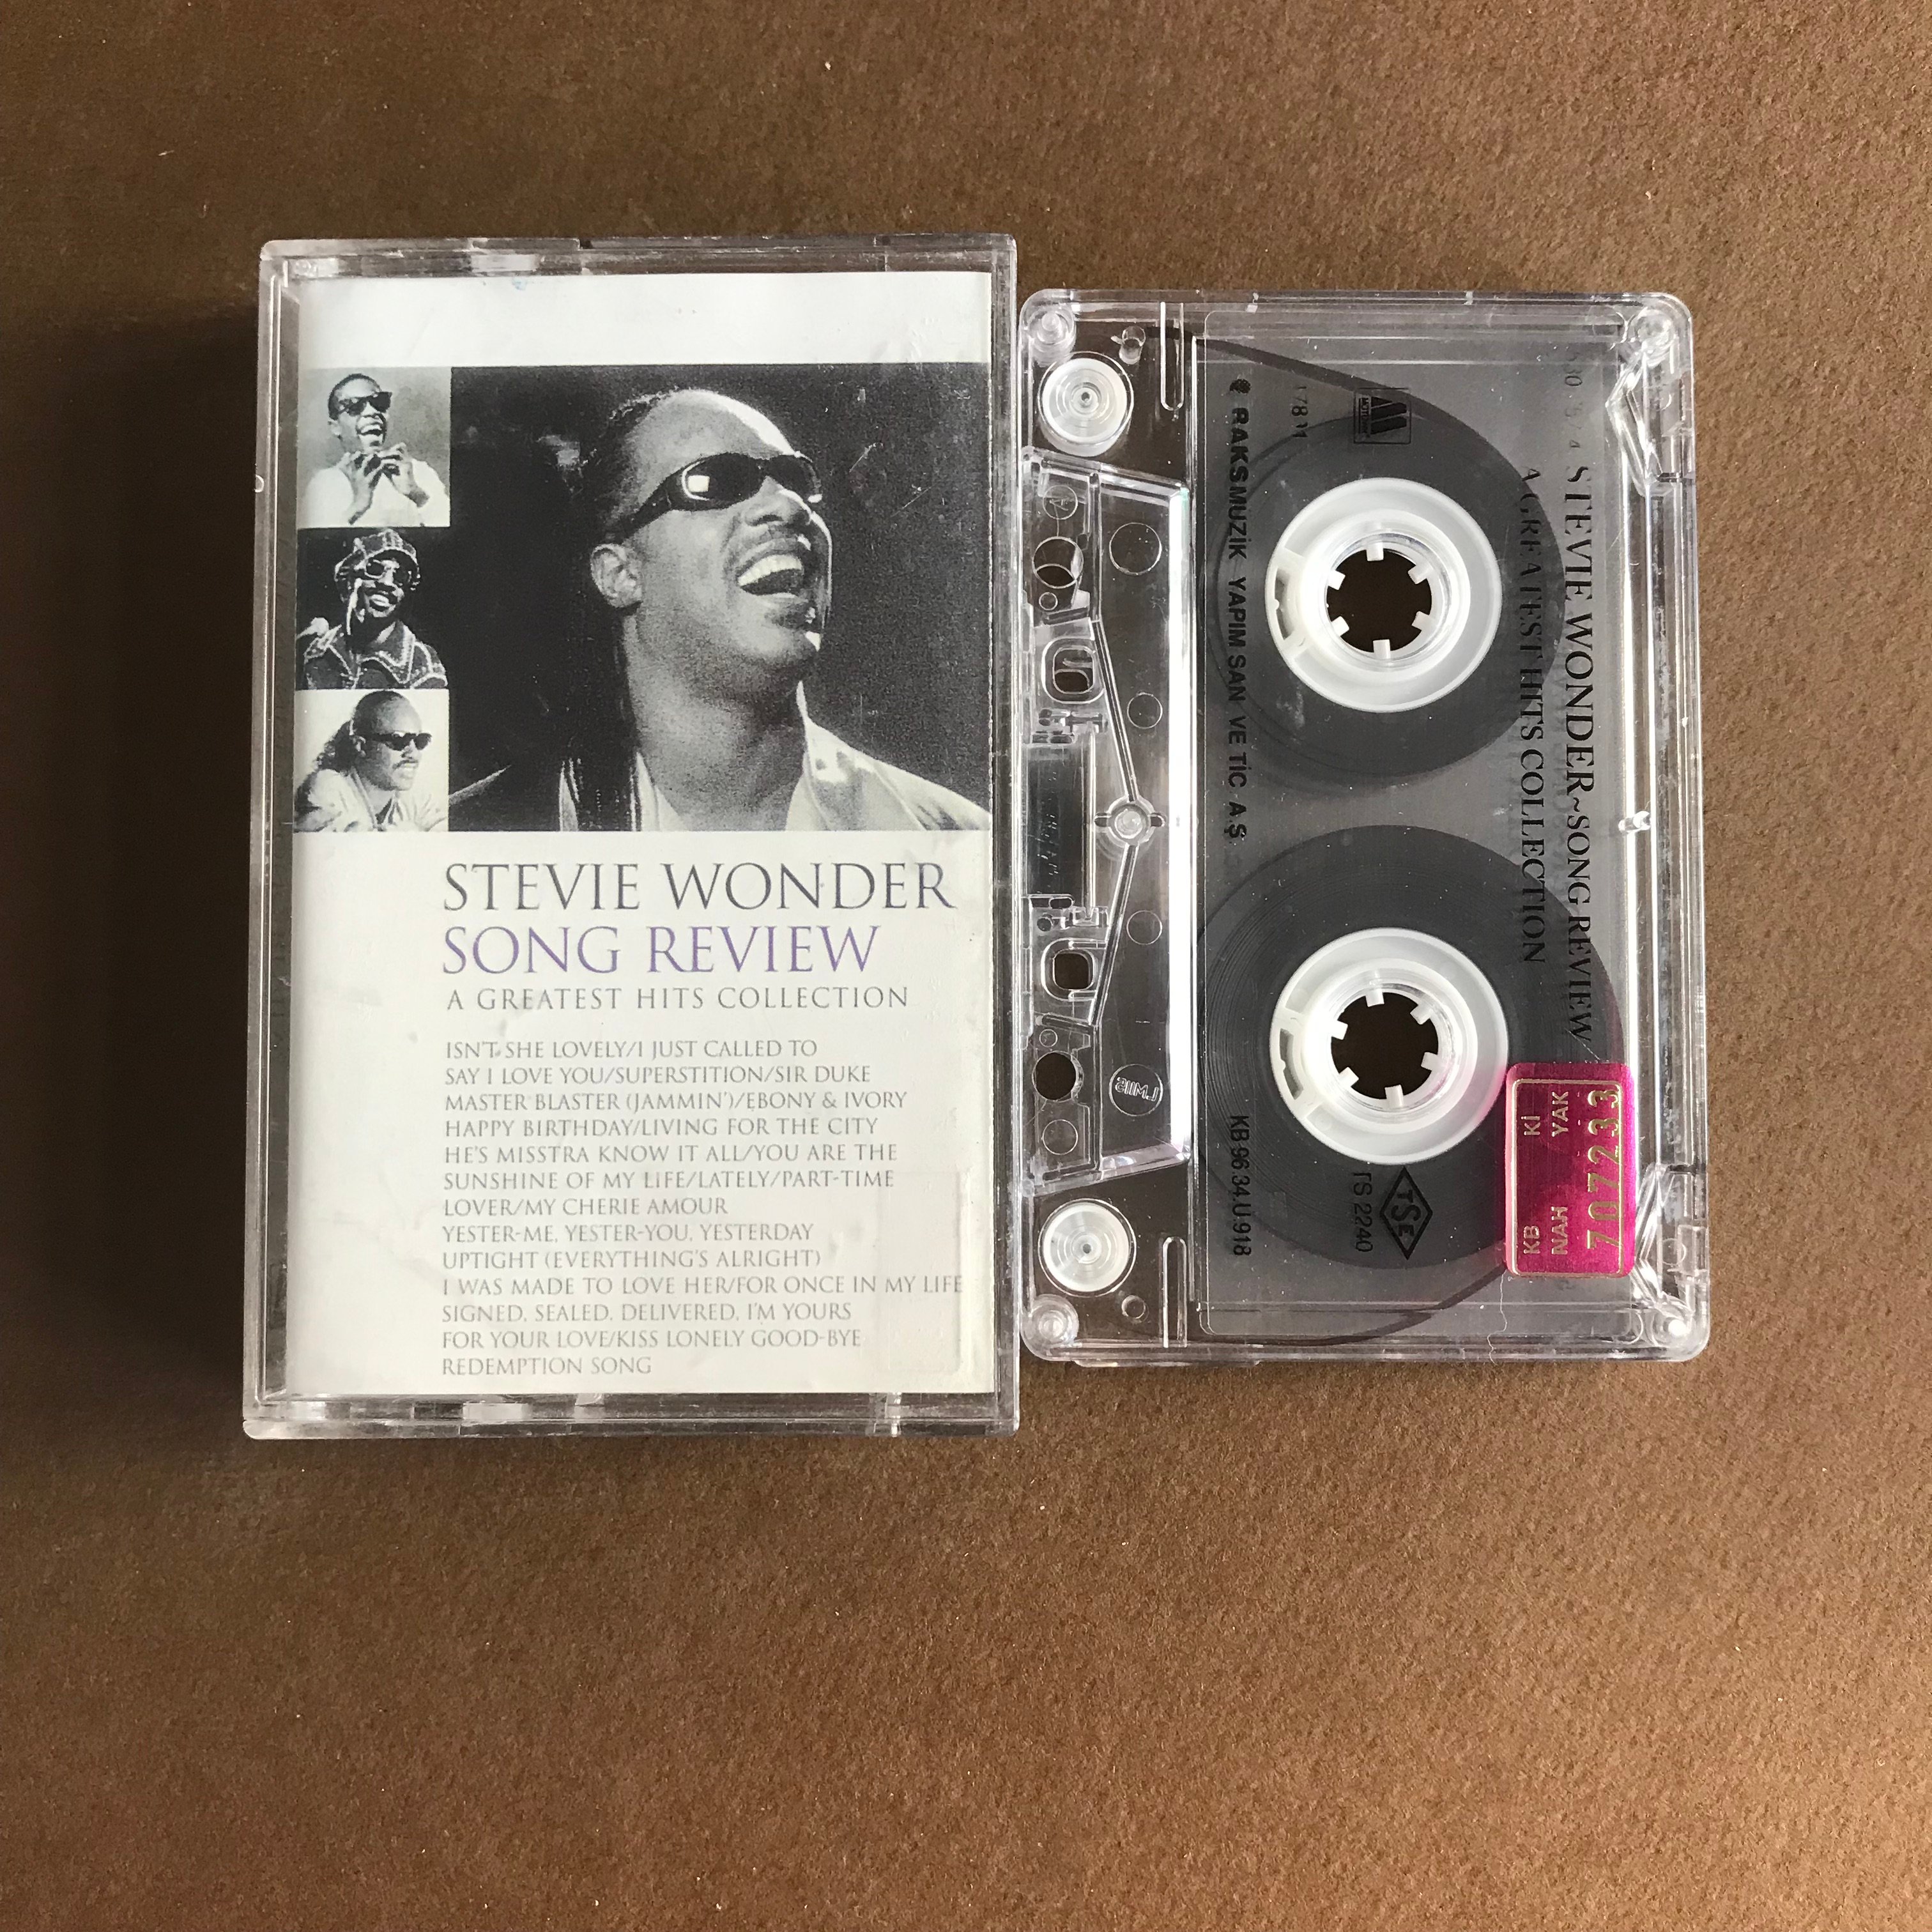 STEVIE WONDER
SONG REVIEW
A GREATEST HITS COLLECTION
ISN'T SHE LOVELY/I JUST CALLED TO
SAY I LOVE YOU/SUPERSTITION/SIR DUKE
MASTER BLASTER (JAMMIN')/EBONY & IVORY
HAPPY BIRTHDAY/LIVING FOR THE CITY
HE'S MISSTRA KNOW IT ALL/YOU ARE THE
SUNSHINE OF MY LIFE/LATELY/PART-TIME
LOVER/MY CHERIE AMOUR
YESTER-ME, YESTER-YOU, YESTERDAY
UPTIGHT (EVERYTHING'S ALRIGHT)
I WAS MADE TO LOVE HER/FOR ONCE IN MY LIFE
SIGNED, SEALED, DELIVERED, I'M YOURS
FOR YOUR LOVE/KISS LONELY GOOD-BYE
REDEMPTION SONG
STEVIE WONDER~SONG REVIEW
A GREATEST HITS COLLECTION
MOTOWN
RAKSMUZİK YAPIM SAN VE TİC A.Ş
KB.96.34.U.918
TSE
TS 2240
KB Kİ
NAH YAK
707233